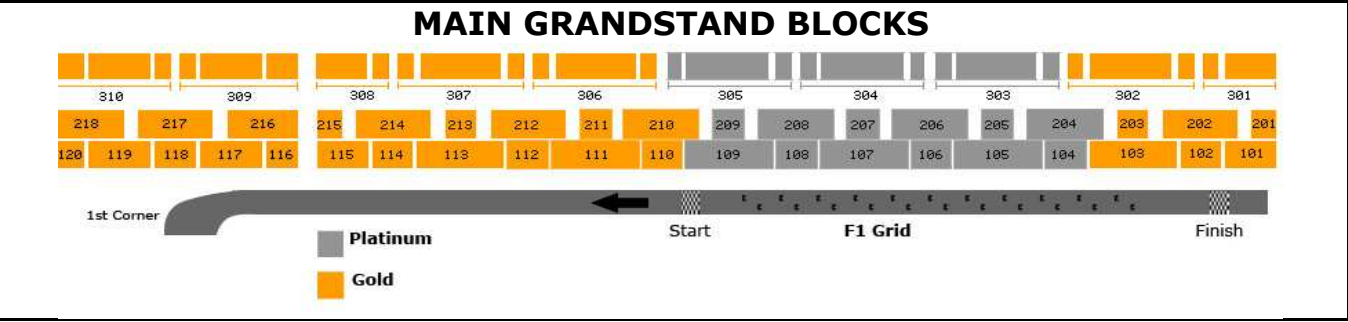 MAIN GRANDSTAND BLOCKS
310 309 308 307 306 305 304 303 302 301
218 217 216 215 214 213 212 211 210 209 208 207 206 205 204 203 202 201
120 119 118 117 116 115 114 113 112 111 110 109 108 107 106 105 104 103 102 101
1st Corner
Start F1 Grid Finish
Platinum
Gold